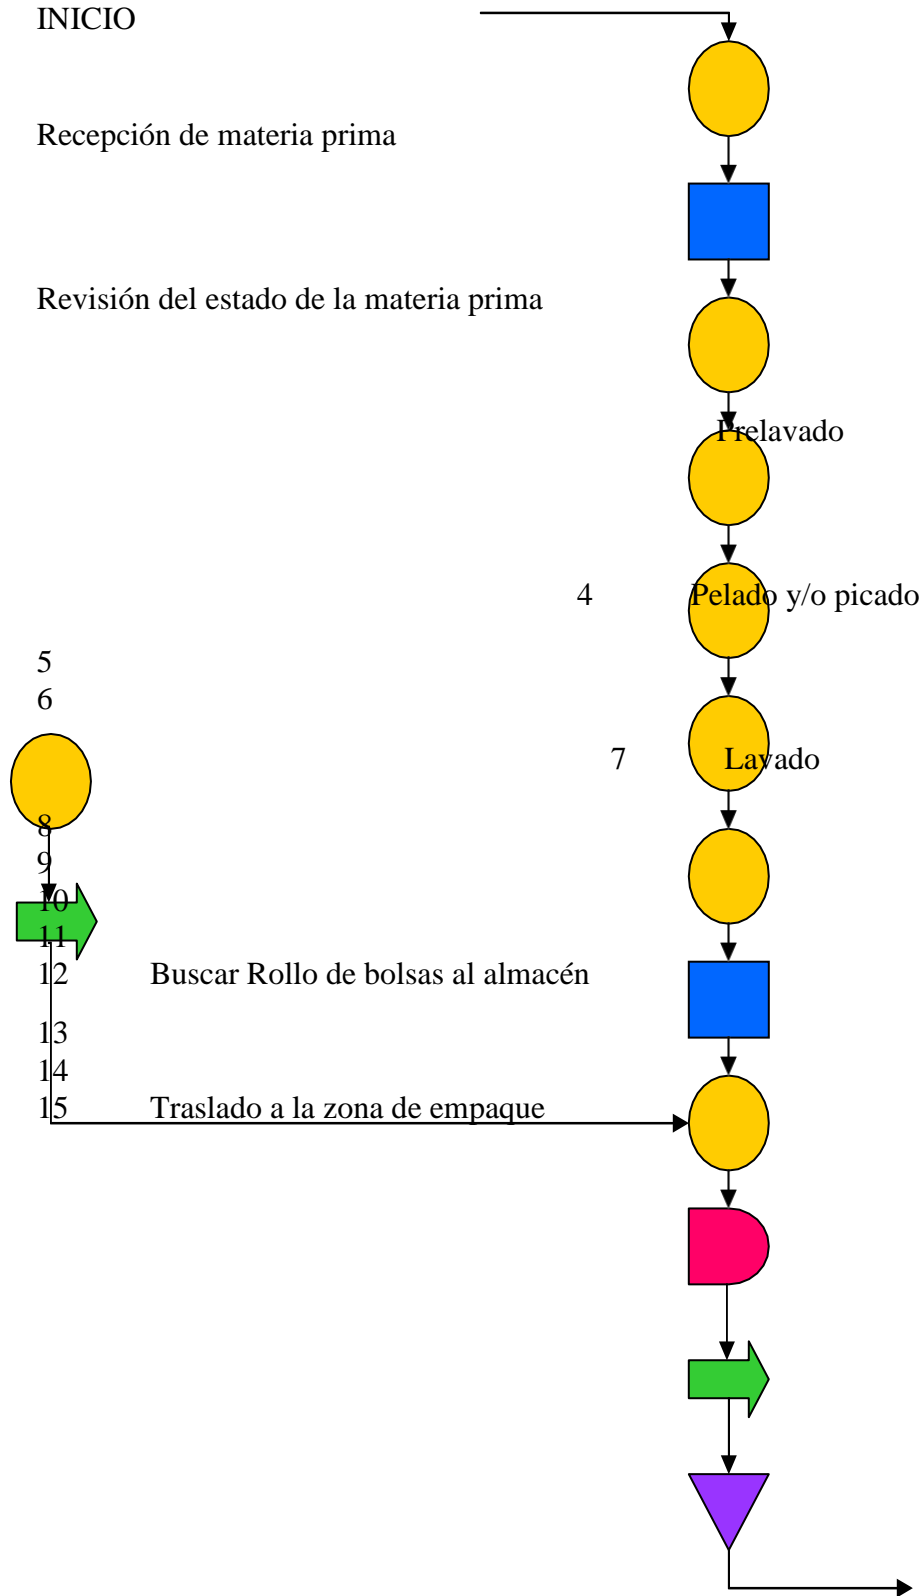 INICIO
Recepción de materia prima
Revisión del estado de la materia prima
Prelavado
4 Pelado y/o picado
5
6
7 Lavado
8
9
10
11
12 Buscar Rollo de bolsas al almacén
13
14
15 Traslado a la zona de empaque